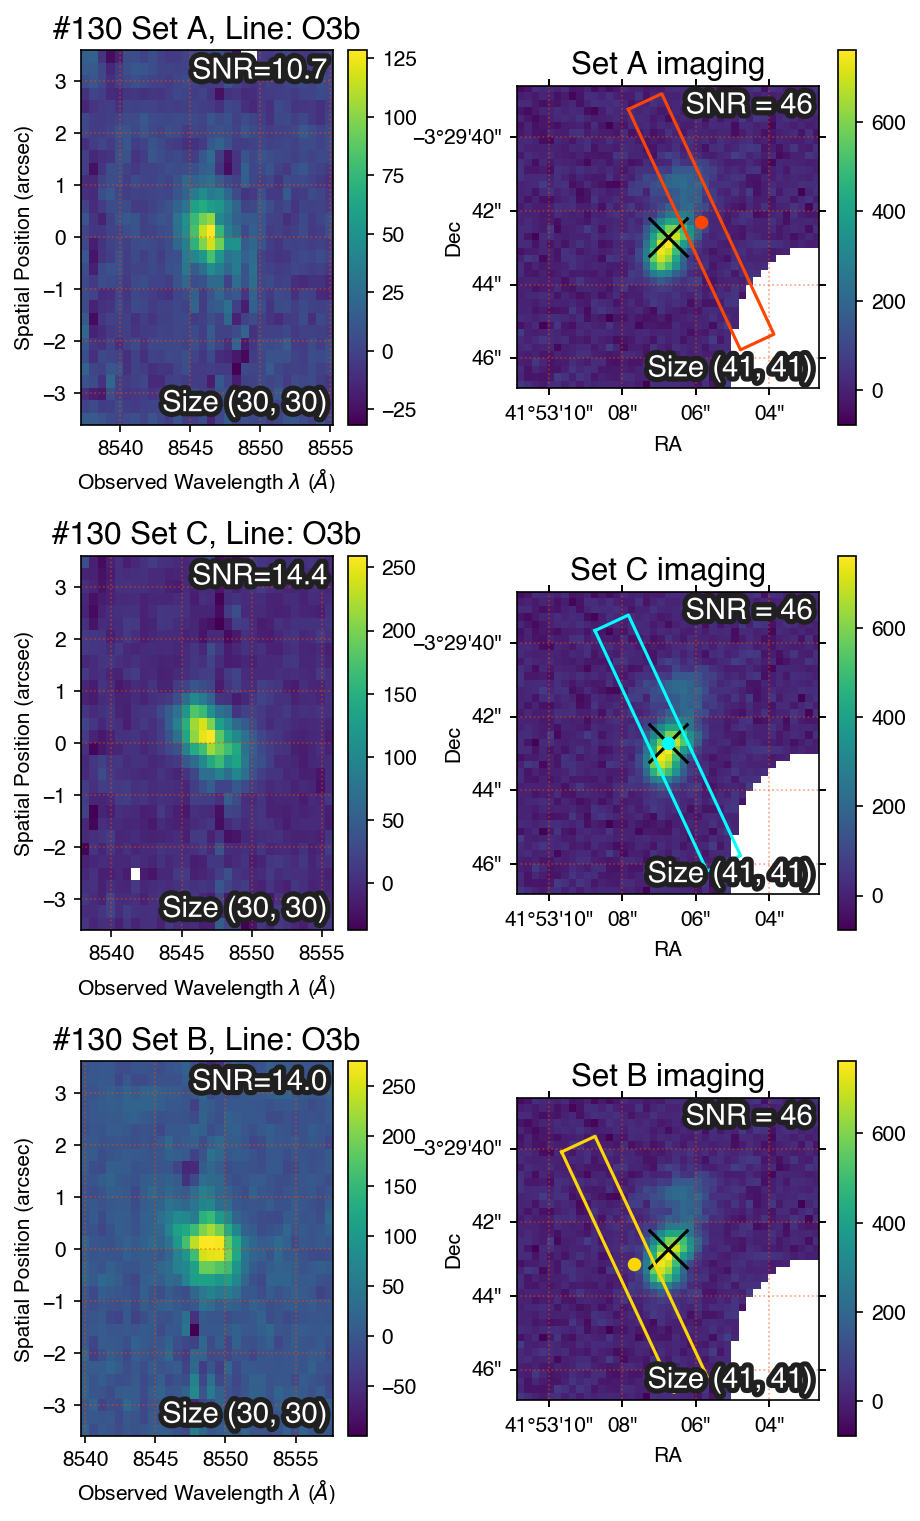 #130 Set A, Line: O3b
SNR=10.7
Size (30, 30)
3
2
1
0
−1
−2
−3
Spatial Position (arcsec)
8540 8545 8550 8555
Observed Wavelength λ (Å)
125
100
75
50
25
0
−25
Set A imaging
SNR = 46
Size (41, 41)
−3°29'40"
42"
44"
46"
Dec
41°53'10" 08" 06" 04"
RA
600
400
200
0
#130 Set C, Line: O3b
SNR=14.4
Size (30, 30)
3
2
1
0
−1
−2
−3
Spatial Position (arcsec)
8540 8545 8550 8555
Observed Wavelength λ (Å)
250
200
150
100
50
0
Set C imaging
SNR = 46
Size (41, 41)
−3°29'40"
42"
44"
46"
Dec
41°53'10" 08" 06" 04"
RA
600
400
200
0
#130 Set B, Line: O3b
SNR=14.0
Size (30, 30)
3
2
1
0
−1
−2
−3
Spatial Position (arcsec)
8540 8545 8550 8555
Observed Wavelength λ (Å)
250
200
150
100
50
0
−50
Set B imaging
SNR = 46
Size (41, 41)
−3°29'40"
42"
44"
46"
Dec
41°53'10" 08" 06" 04"
RA
600
400
200
0